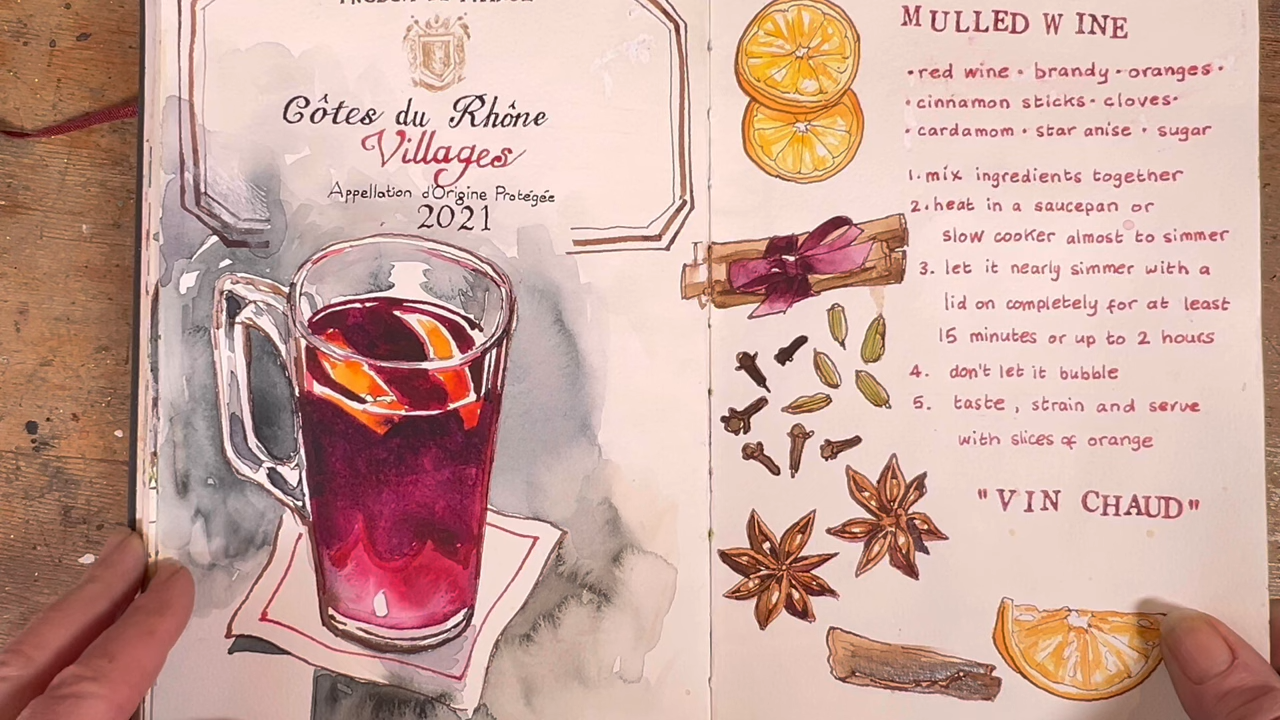 Côtes du Rhône
Villages
Appellation d'Origine Protégée
2021
MULLED WINE
• red wine • brandy • oranges •
• cinnamon sticks • cloves •
• cardamom • star anise • sugar
1. mix ingredients together
2. heat in a saucepan or
slow cooker almost to simmer
3. let it nearly simmer with a
lid on completely for at least
15 minutes or up to 2 hours
4. don't let it bubble
5. taste, strain and serve
with slices of orange
"VIN CHAUD"